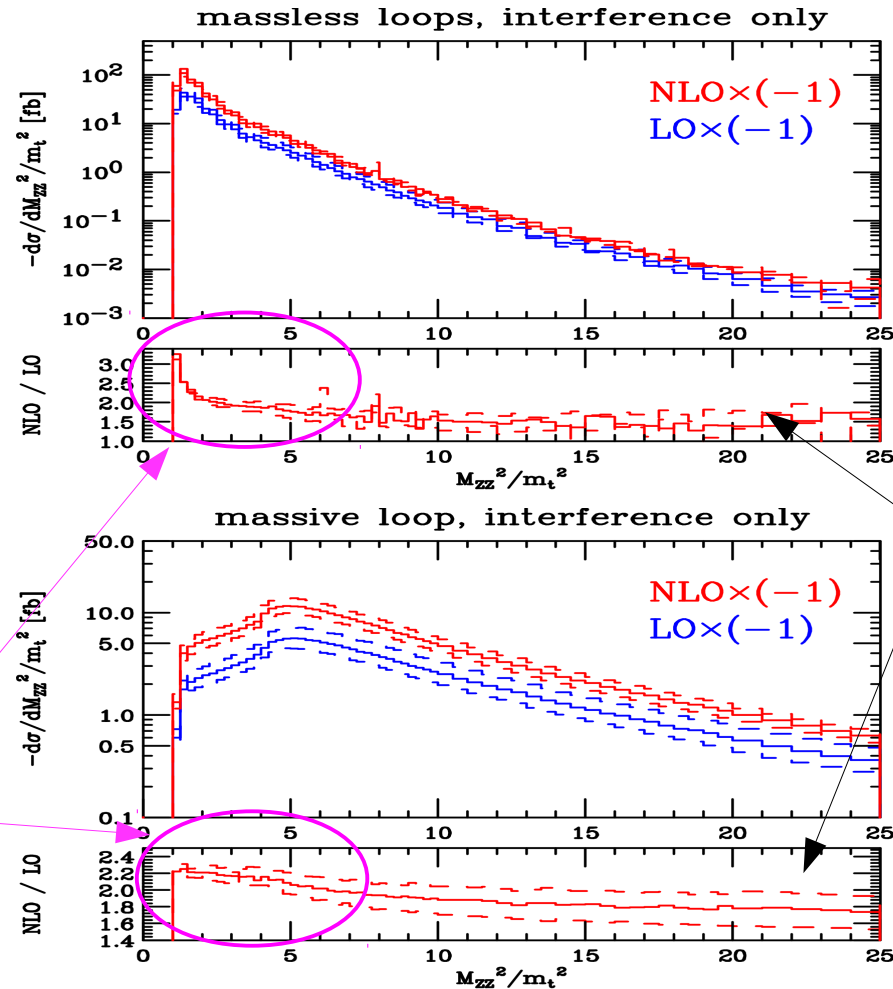 massless loops, interference only
10²
10¹
10⁰
10⁻¹
10⁻²
10⁻³
-dσ/dM_ZZ²/m_t² [fb]
NLO×(−1)
LO×(−1)
0 5 10 15 20 25
3.0
2.5
2.0
1.5
1.0
NLO / LO
0 5 10 15 20 25
M_ZZ²/m_t²
massive loop, interference only
50.0
10.0
5.0
1.0
0.5
0.1
-dσ/dM_ZZ²/m_t² [fb]
NLO×(−1)
LO×(−1)
0 5 10 15 20 25
2.4
2.2
2.0
1.8
1.6
1.4
NLO / LO
0 5 10 15 20 25
M_ZZ²/m_t²